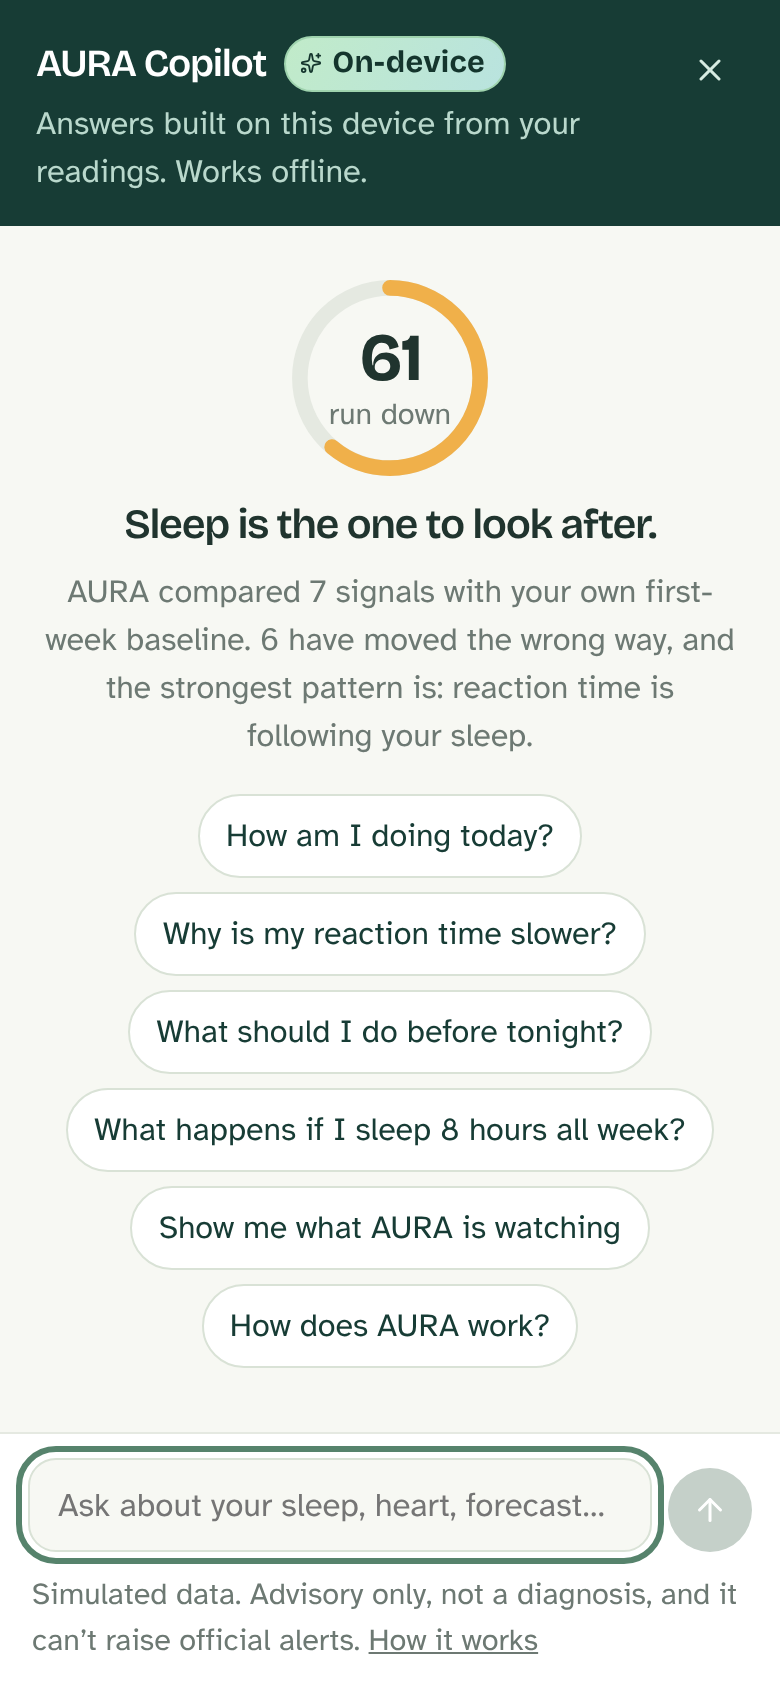 AURA Copilot
On-device
Answers built on this device from your
readings. Works offline.
61
run down
Sleep is the one to look after.
AURA compared 7 signals with your own first-
week baseline. 6 have moved the wrong way, and
the strongest pattern is: reaction time is
following your sleep.
How am I doing today?
Why is my reaction time slower?
What should I do before tonight?
What happens if I sleep 8 hours all week?
Show me what AURA is watching
How does AURA work?
Ask about your sleep, heart, forecast...
Simulated data. Advisory only, not a diagnosis, and it
can’t raise official alerts. How it works